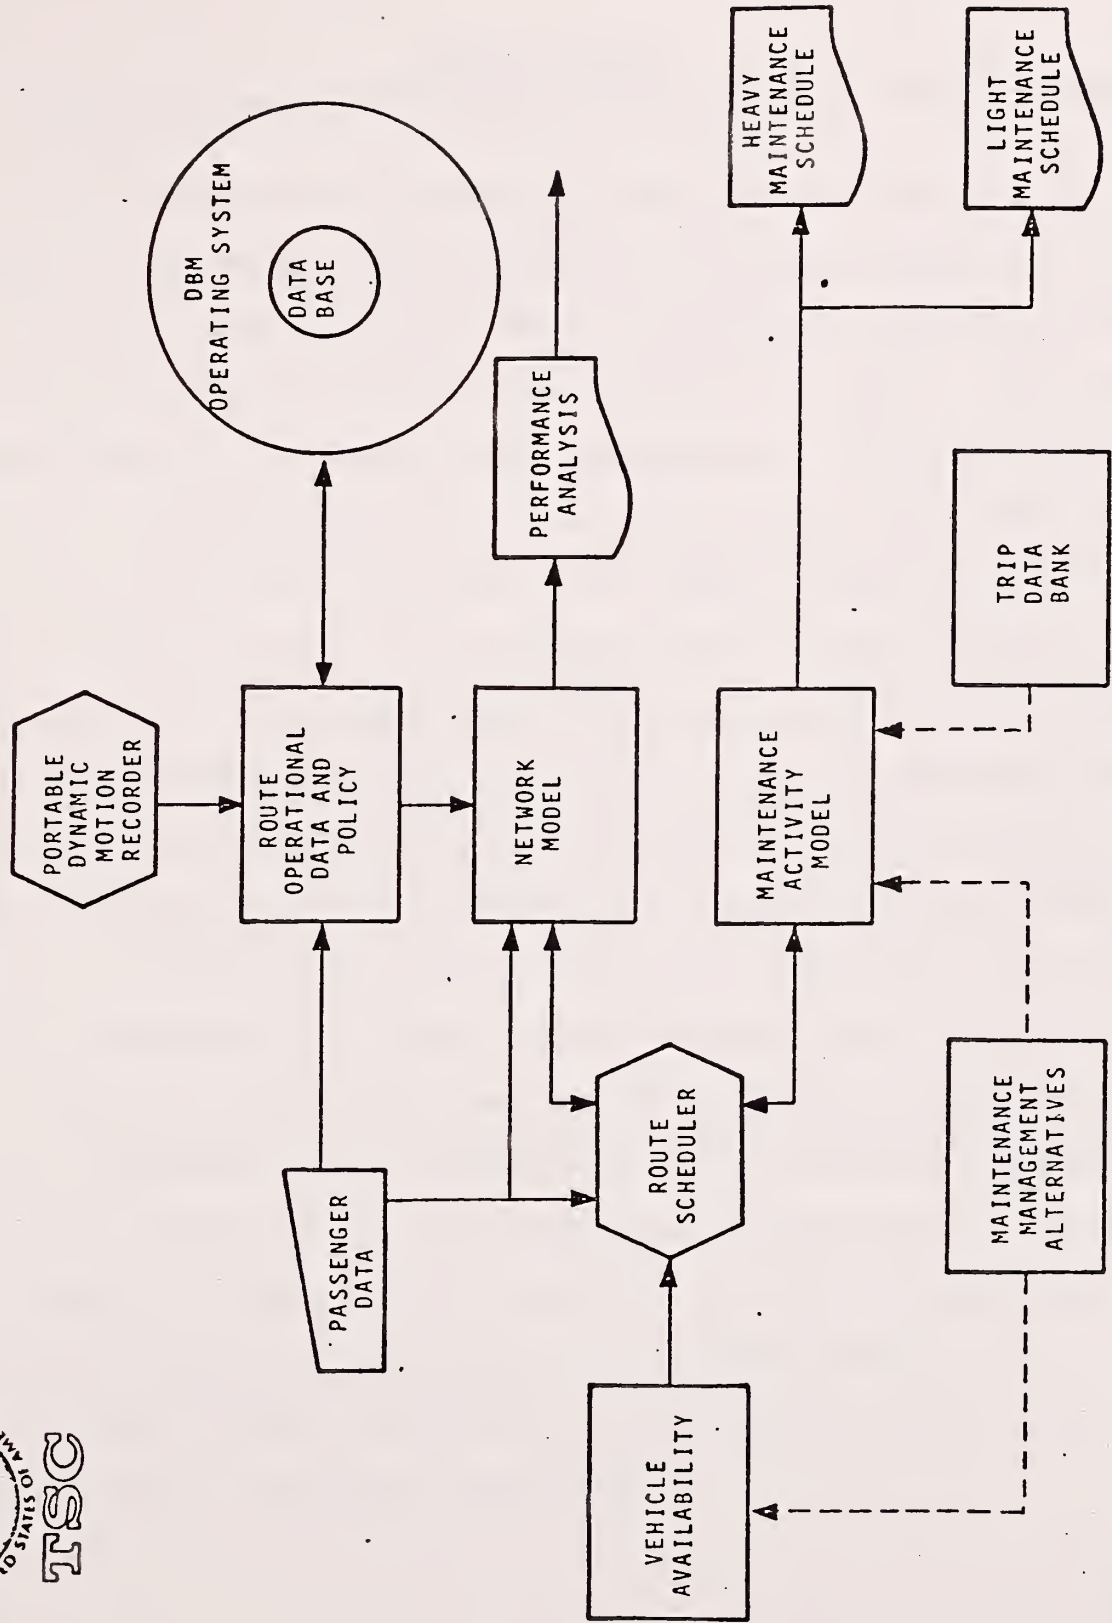 STATES OF
TSC
PORTABLE
DYNAMIC
MOTION
RECORDER
DBM
OPERATING SYSTEM
DATA
BASE
PASSENGER
DATA
ROUTE
OPERATIONAL
DATA AND
POLICY
NETWORK
MODEL
PERFORMANCE
ANALYSIS
VEHICLE
AVAILABILITY
ROUTE
SCHEDULER
MAINTENANCE
ACTIVITY
MODEL
HEAVY
MAINTENANCE
SCHEDULE
MAINTENANCE
MANAGEMENT
ALTERNATIVES
TRIP
DATA
BANK
LIGHT
MAINTENANCE
SCHEDULE